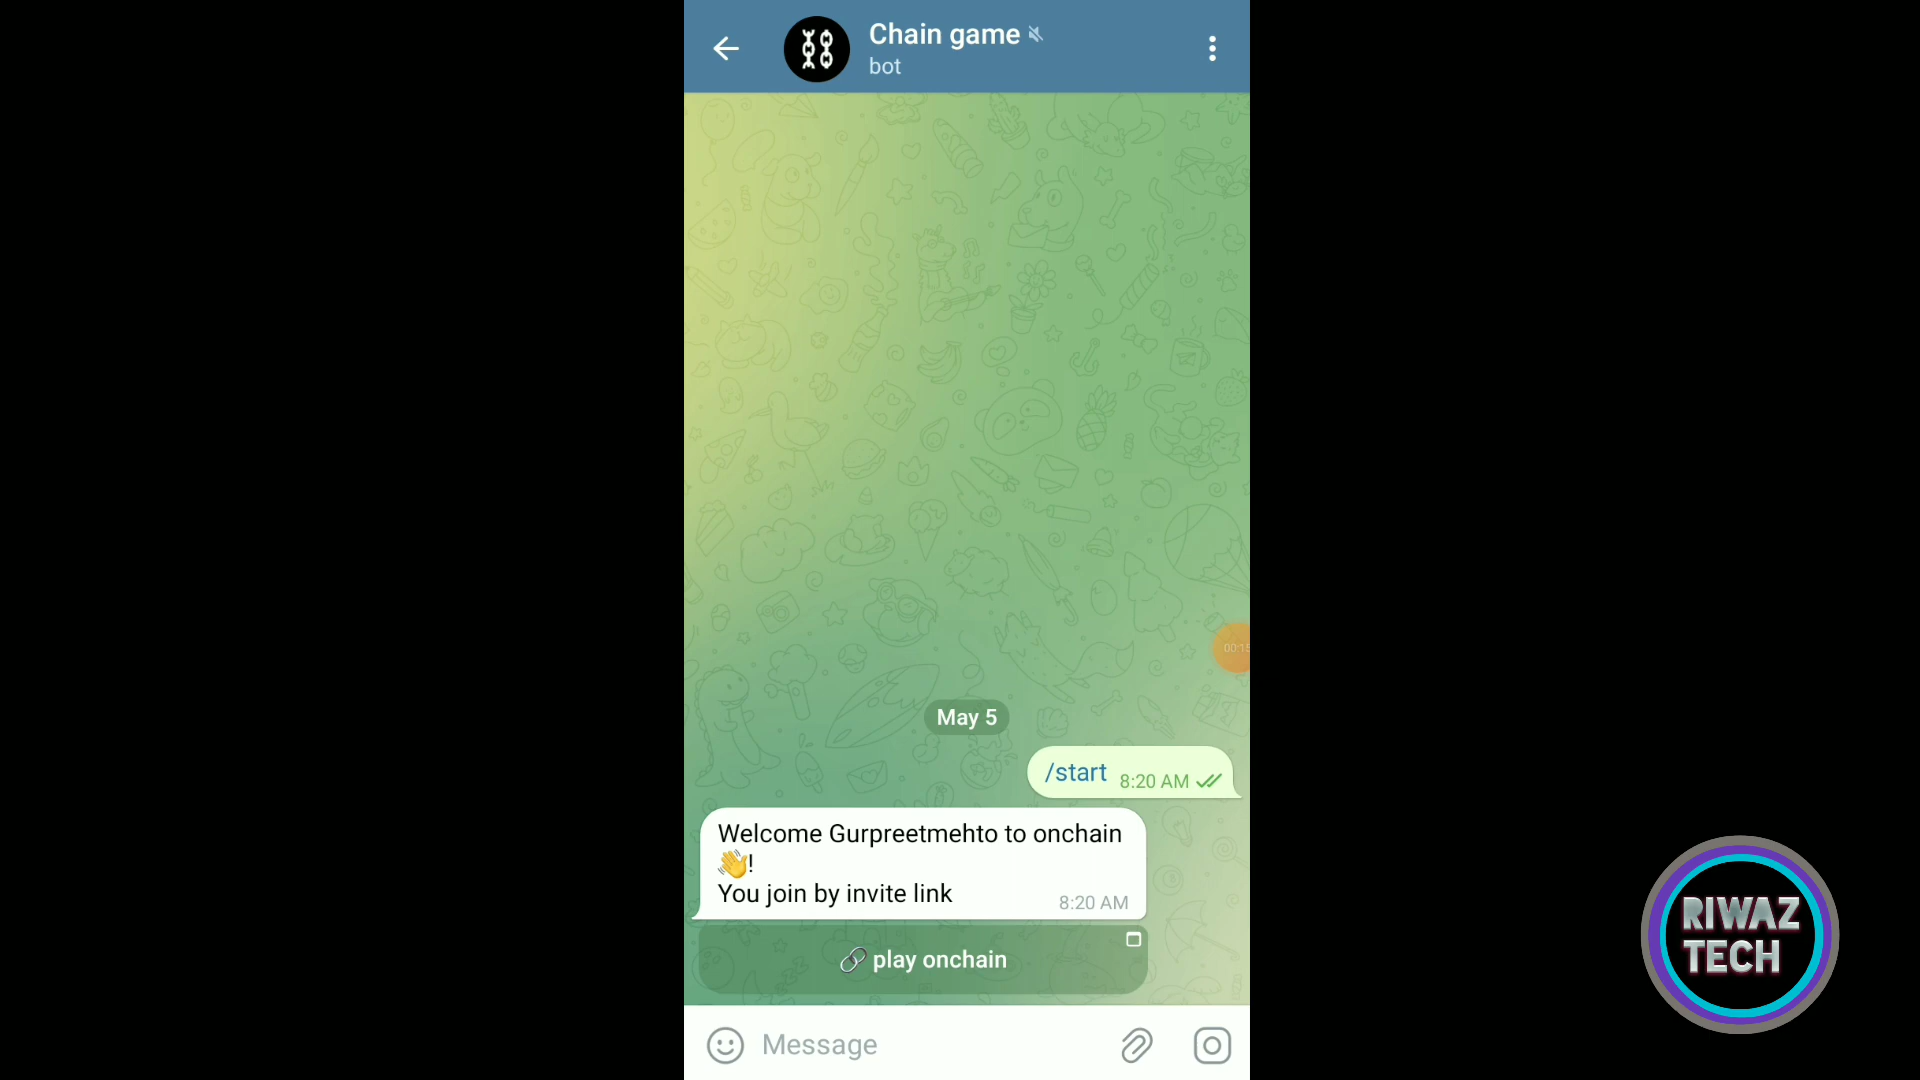 Chain game
bot
May 5
/start 8:20 AM
Welcome Gurpreetmehto to onchain
👋!
You join by invite link 8:20 AM
🔗 play onchain
Message
RIWAZ
TECH